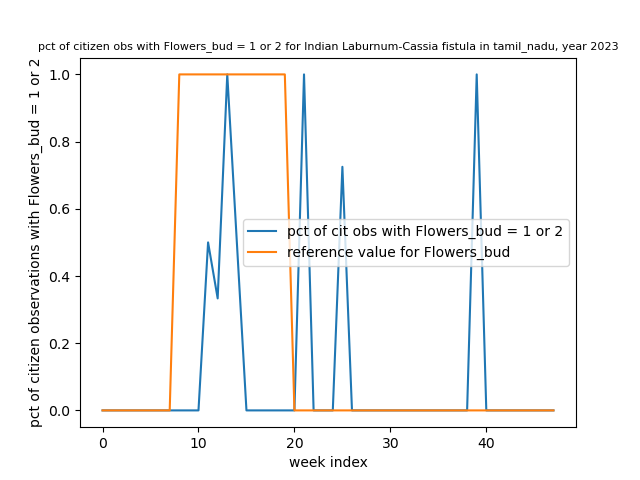 pct of citizen obs with Flowers_bud = 1 or 2 for Indian Laburnum-Cassia fistula in tamil_nadu, year 2023
pct of citizen observations with Flowers_bud = 1 or 2
1.0
0.8
0.6
0.4
0.2
0.0
pct of cit obs with Flowers_bud = 1 or 2
reference value for Flowers_bud
0 10 20 30 40
week index